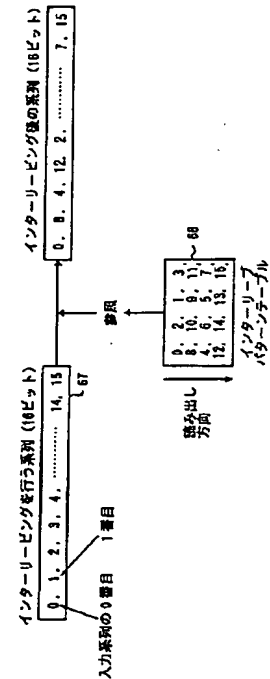 インターリービングを行う系列 (16ビット)
0, 1, 2, 3, 4, ………… 14, 15
67
入力系列の0番目
1番目
参照
インターリービング後の系列 (16ビット)
0, 8, 4, 12, 2, ………… 7, 15
読み出し
方向
0, 2, 1, 3,
8, 10, 9, 11,
4, 6, 5, 7,
12, 14, 13, 15,
68
インターリーブ
パターンテーブル